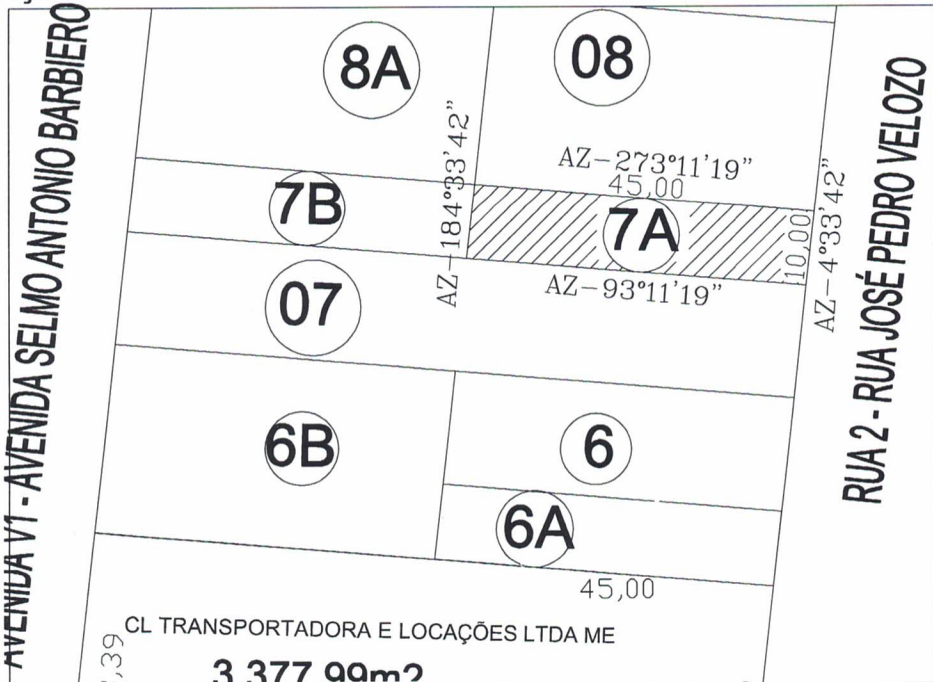 AVENIDA V1 - AVENIDA SELMO ANTONIO BARBIERO
8A
08
AZ-273°11'19"
45,00
7B
AZ-184°33'42"
7A
10,00
AZ-4°33'42"
RUA 2 - RUA JOSÉ PEDRO VELOZO
AZ-93°11'19"
07
6B
6
6A
45,00
CL TRANSPORTADORA E LOCAÇÕES LTDA ME
,39
3.377,99m2